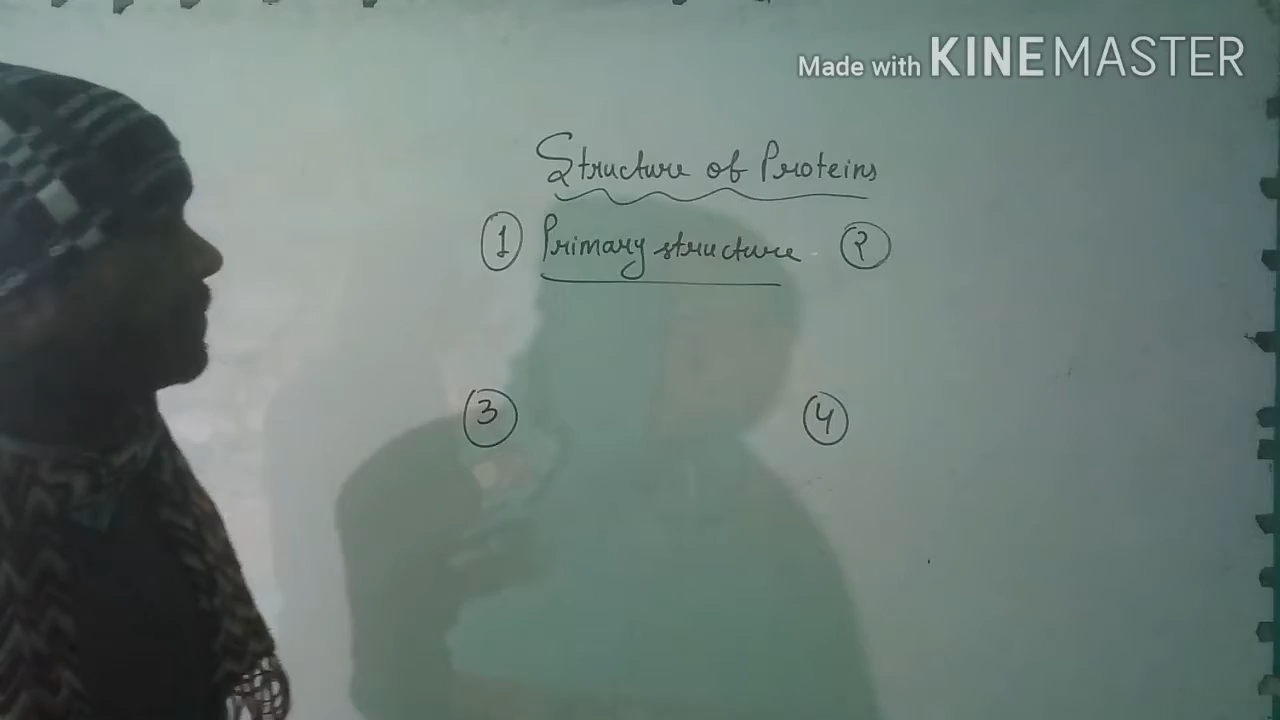 Made with KINEMASTER
Structure of Proteins
① Primary structure ②
③ ④